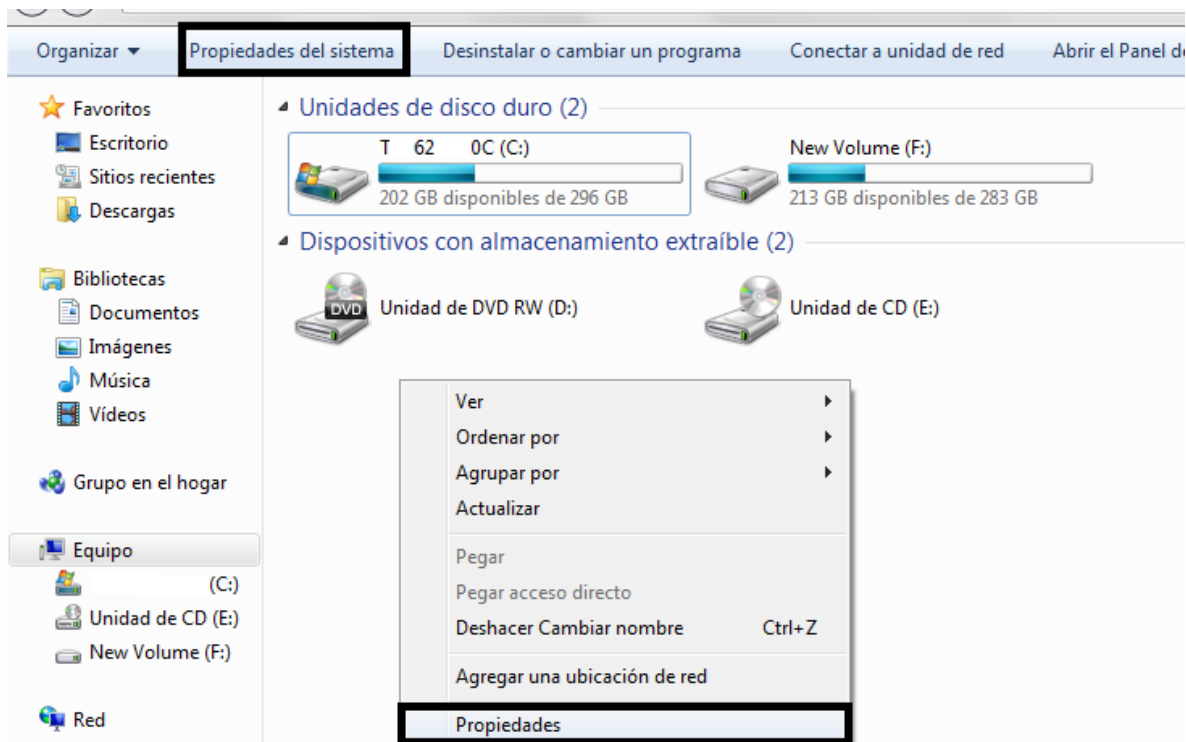 Organizar Propiedades del sistema Desinstalar o cambiar un programa Conectar a unidad de red Abrir el Panel de
Favoritos
Escritorio
Sitios recientes
Descargas
Bibliotecas
Documentos
Imágenes
Música
Vídeos
Grupo en el hogar
Equipo
(C:)
Unidad de CD (E:)
New Volume (F:)
Red
Unidades de disco duro (2)
T 62 0C (C:)
202 GB disponibles de 296 GB
New Volume (F:)
213 GB disponibles de 283 GB
Dispositivos con almacenamiento extraíble (2)
DVD
Unidad de DVD RW (D:)
Unidad de CD (E:)
Ver
Ordenar por
Agrupar por
Actualizar
Pegar
Pegar acceso directo
Deshacer Cambiar nombre Ctrl+Z
Agregar una ubicación de red
Propiedades